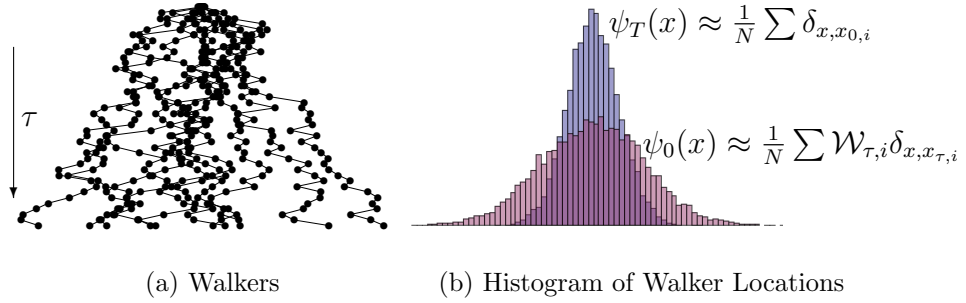 τ
ψ_T(x) ≈ 1/N ∑ δ_{x,x_{0,i}}
ψ_0(x) ≈ 1/N ∑ 𝒲_{τ,i}δ_{x,x_{τ,i}}
(a) Walkers
(b) Histogram of Walker Locations